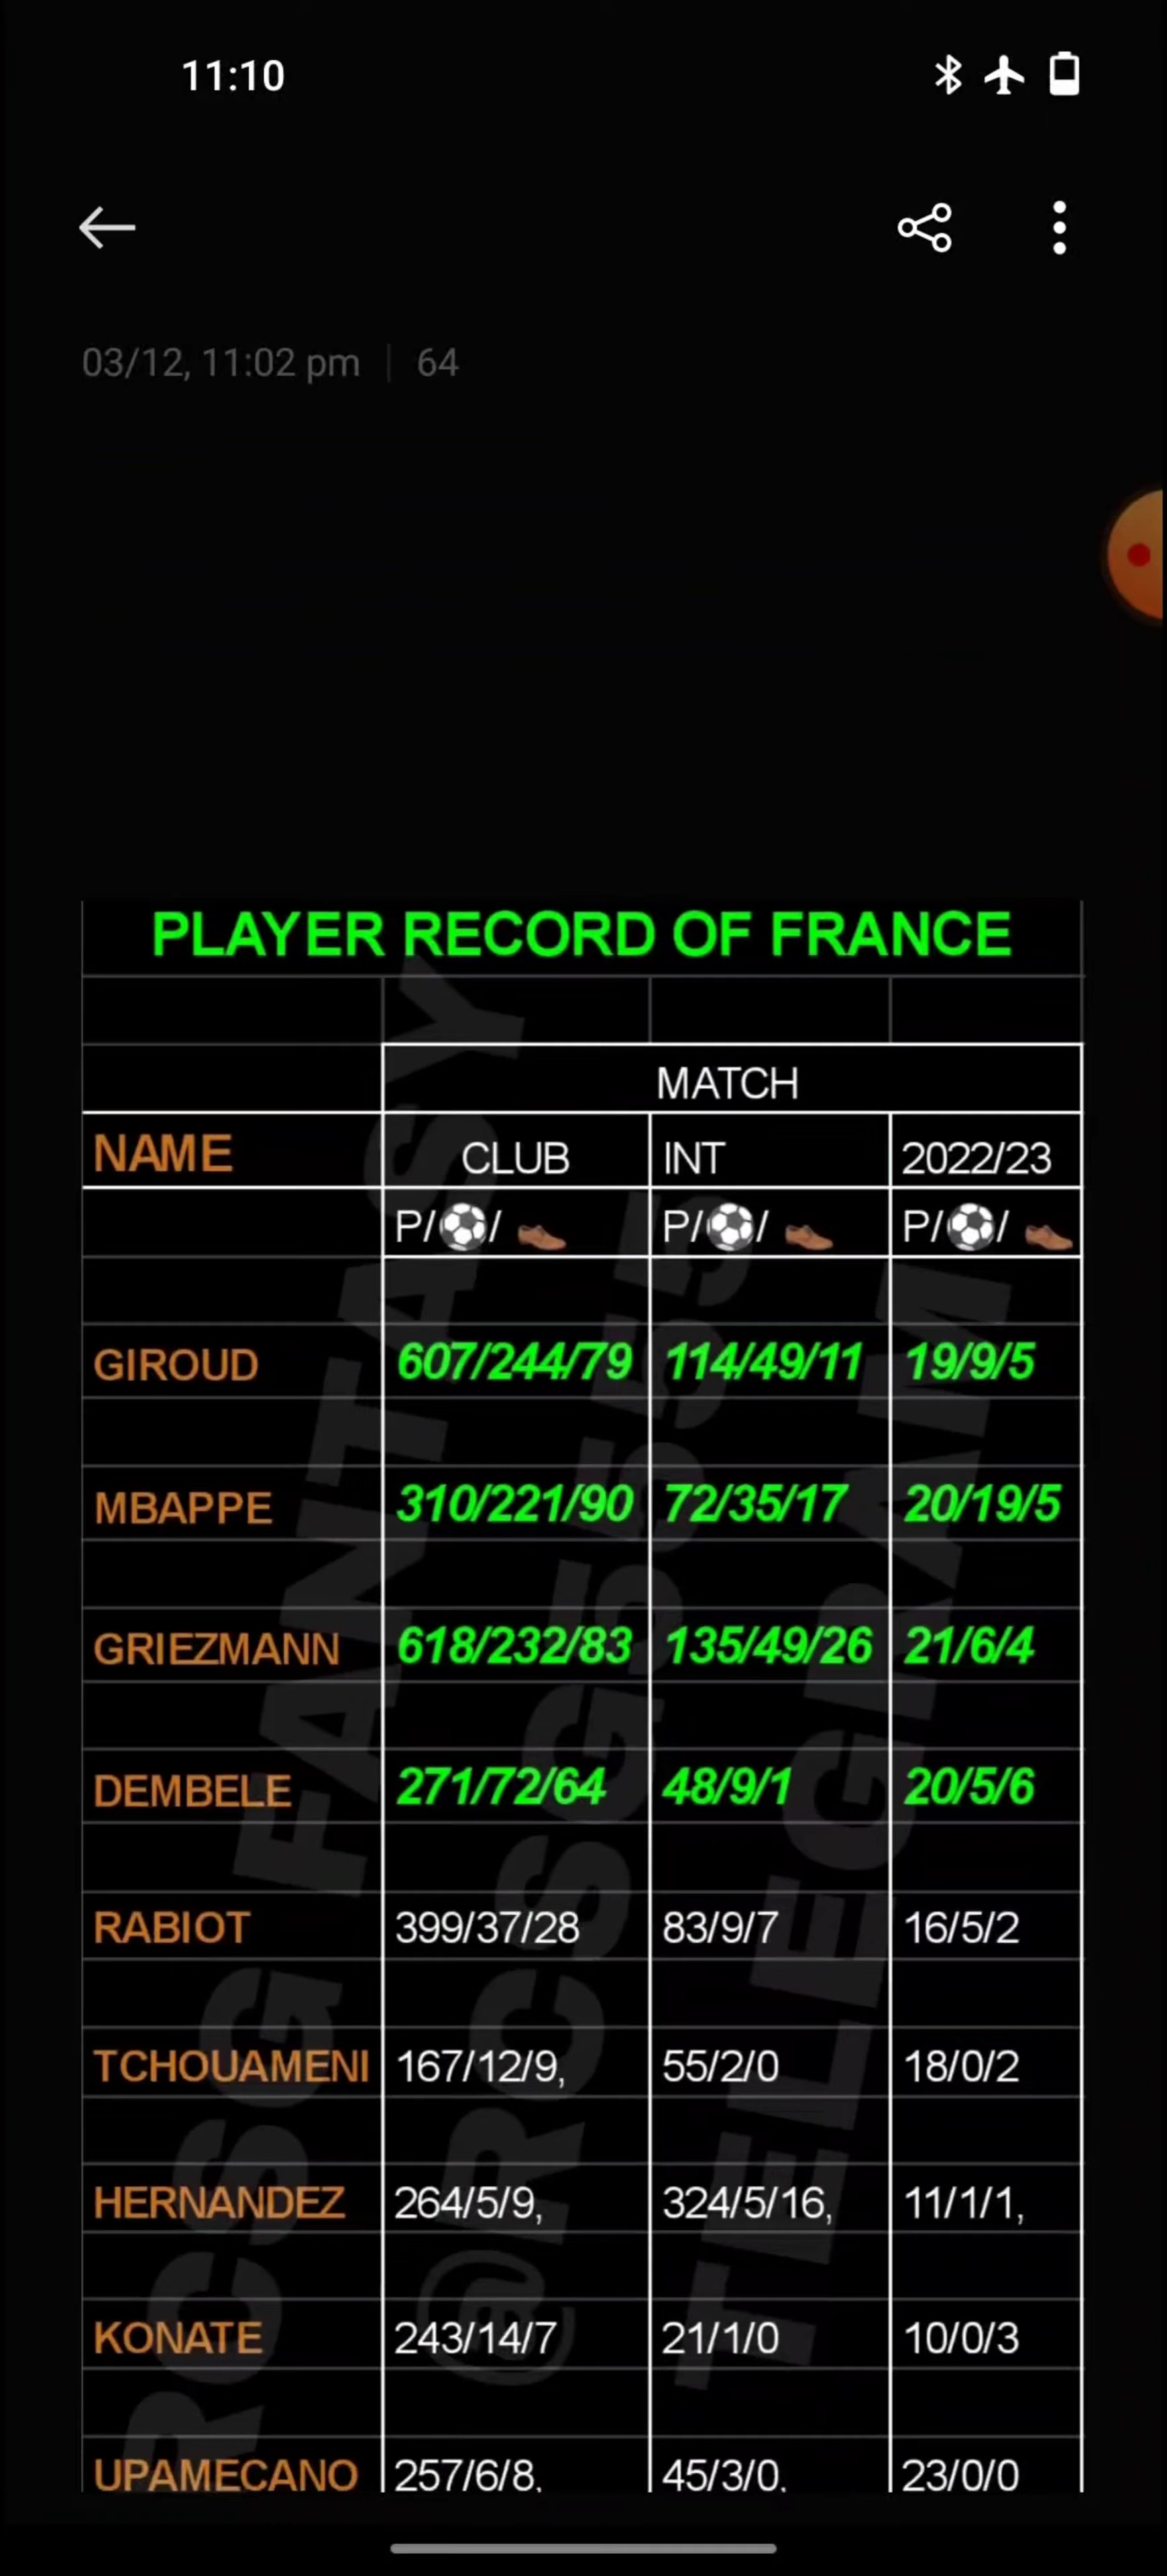 11:10
03/12, 11:02 pm | 64
PLAYER RECORD OF FRANCE
MATCH
NAME CLUB INT 2022/23
P/⚽/ 👞 P/⚽/ 👞 P/⚽/ 👞
GIROUD 607/244/79 114/49/11 19/9/5
MBAPPE 310/221/90 72/35/17 20/19/5
GRIEZMANN 618/232/83 135/49/26 21/6/4
DEMBELE 271/72/64 48/9/1 20/5/6
RABIOT 399/37/28 83/9/7 16/5/2
TCHOUAMENI 167/12/9, 55/2/0 18/0/2
HERNANDEZ 264/5/9, 324/5/16, 11/1/1,
KONATE 243/14/7 21/1/0 10/0/3
UPAMECANO 257/6/8, 45/3/0, 23/0/0
RCSG FANTASY
@RCSG5555
TELEGRAM